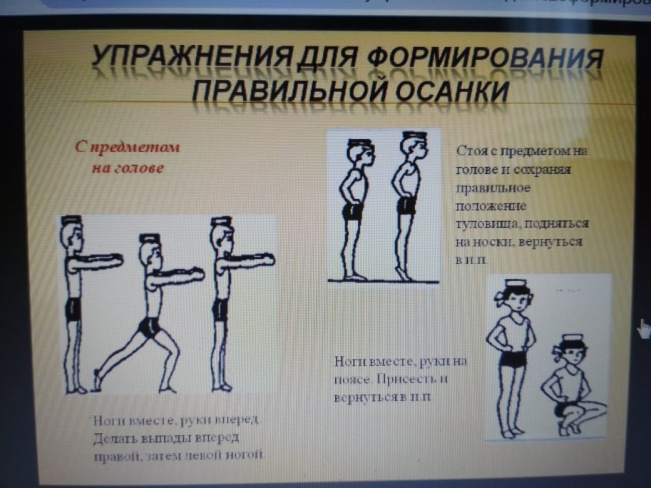 УПРАЖНЕНИЯ ДЛЯ ФОРМИРОВАНИЯ
ПРАВИЛЬНОЙ ОСАНКИ
С предметом
на голове
Стоя с предметом на
голове и сохраняя
правильное
положение
туловища, подняться
на носки, вернуться
в и.п.
Ноги вместе, руки на
поясе. Присесть и
вернуться в и.п.
Ноги вместе, руки вперед.
Делать выпады вперед
правой, затем левой ногой.